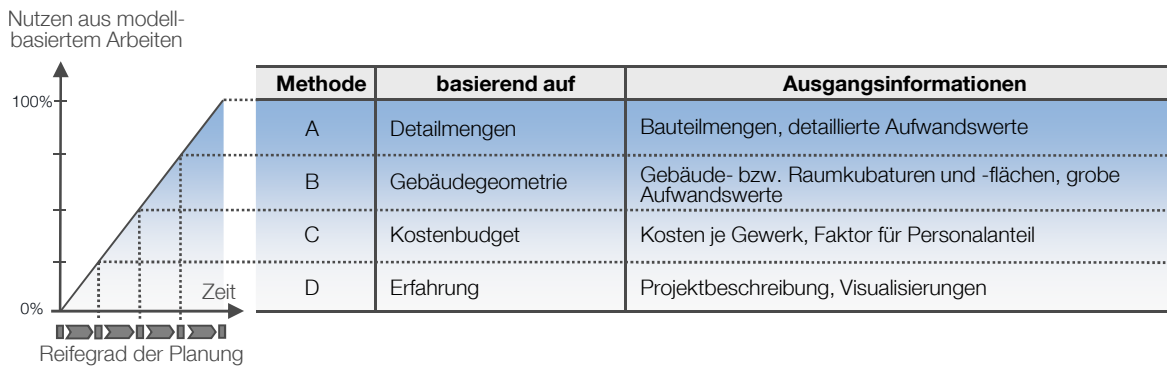 Nutzen aus modell-
basiertem Arbeiten
100%
0%
Zeit
Reifegrad der Planung
Methode basierend auf Ausgangsinformationen
A Detailmengen Bauteilmengen, detaillierte Aufwandswerte
B Gebäudegeometrie Gebäude- bzw. Raumkubaturen und -flächen, grobe
Aufwandswerte
C Kostenbudget Kosten je Gewerk, Faktor für Personalanteil
D Erfahrung Projektbeschreibung, Visualisierungen